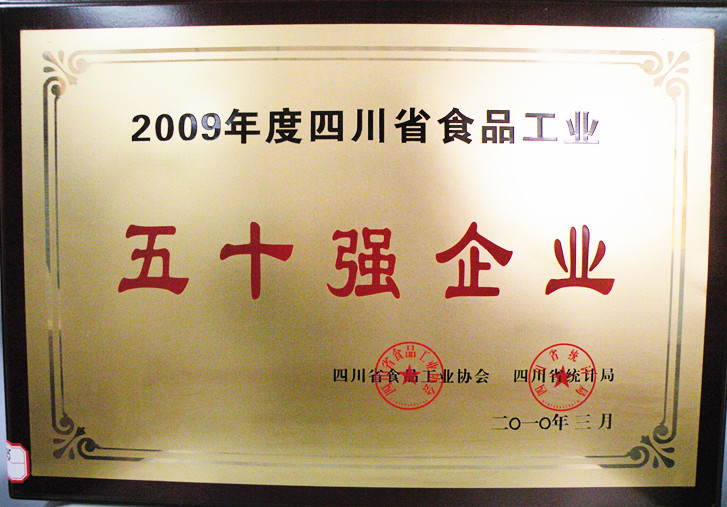 2009年度四川省食品工业
五十强企业
四川省食品工业协会 四川省统计局
二〇一〇年三月